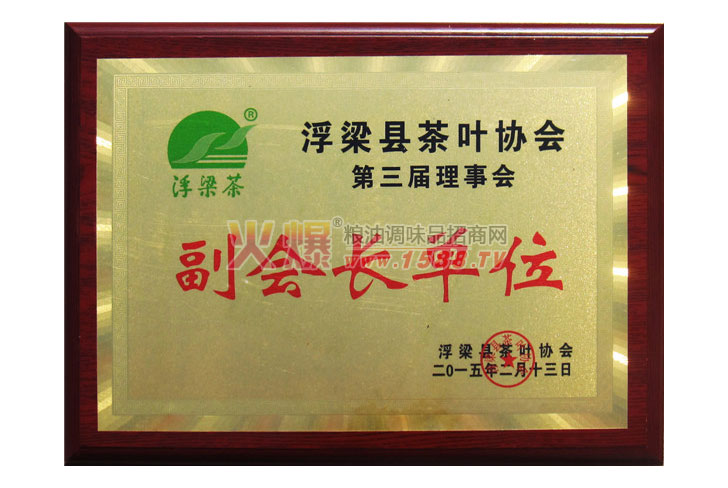 ®
浮梁茶
浮梁县茶叶协会
第三届理事会
火爆®粮油调味品招商网
www.1588.TV
副会长单位
浮梁县茶叶协会
二〇一五年二月十三日